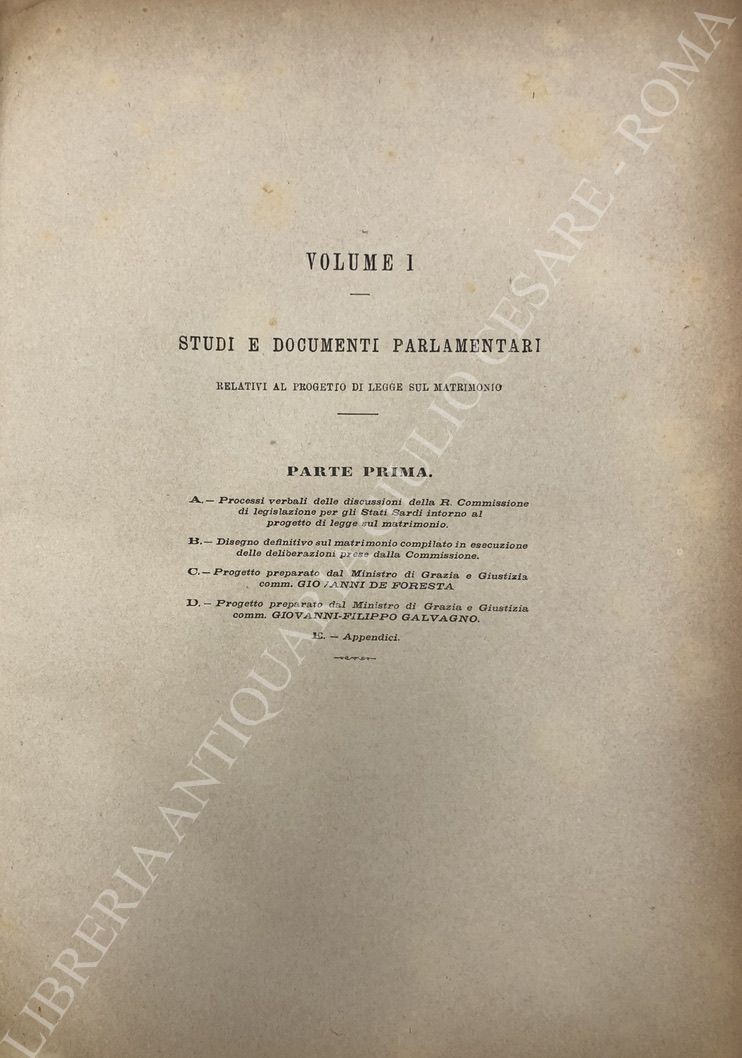 VOLUME I
STUDI E DOCUMENTI PARLAMENTARI
RELATIVI AL PROGETTO DI LEGGE SUL MATRIMONIO
PARTE PRIMA.
A. — Processi verbali delle discussioni della R. Commissione
di legislazione per gli Stati Sardi intorno al
progetto di legge sul matrimonio.
B. — Disegno definitivo sul matrimonio compilato in esecuzione
delle deliberazioni prese dalla Commissione.
C. — Progetto preparato dal Ministro di Grazia e Giustizia
comm. GIOVANNI DE FORESTA
D. — Progetto preparato dal Ministro di Grazia e Giustizia
comm. GIOVANNI-FILIPPO GALVAGNO.
E. — Appendici.
LIBRERIA ANTIQUARIA GIULIO CESARE - ROMA